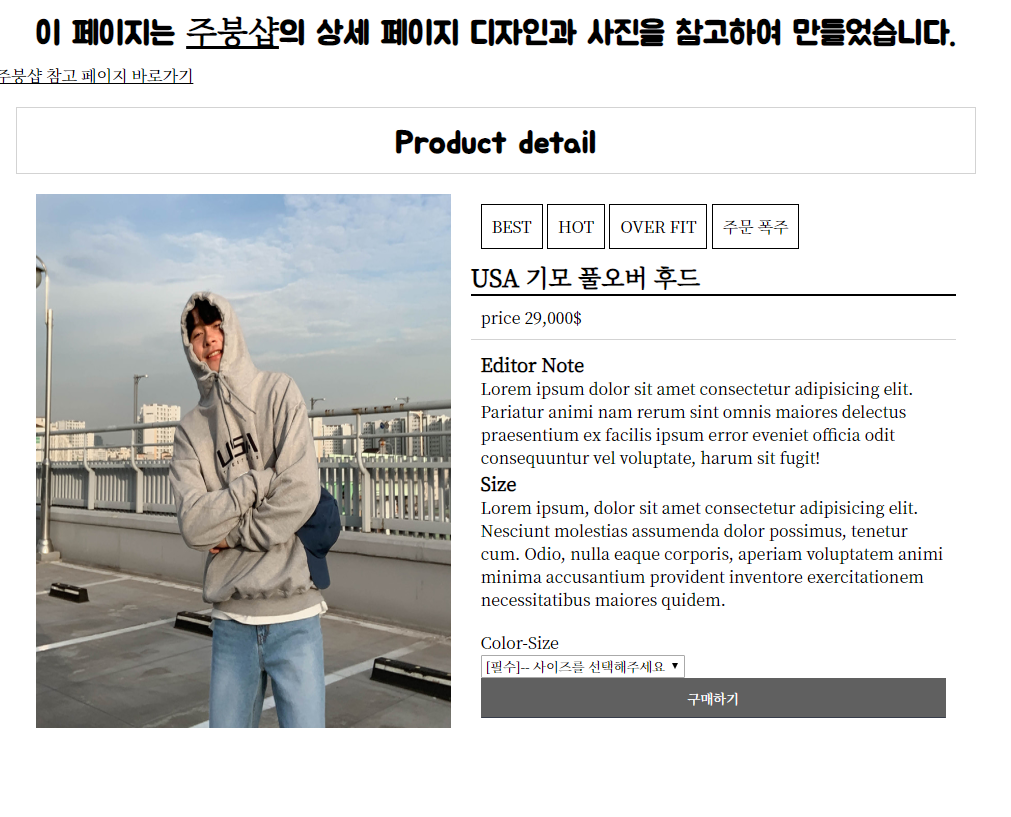 이 페이지는 주붕샵의 상세 페이지 디자인과 사진을 참고하여 만들었습니다.
주붕샵 참고 페이지 바로가기
Product detail
BEST HOT OVER FIT 주문 폭주
USA 기모 풀오버 후드
price 29,000$
Editor Note
Lorem ipsum dolor sit amet consectetur adipisicing elit.
Pariatur animi nam rerum sint omnis maiores delectus
praesentium ex facilis ipsum error eveniet officia odit
consequuntur vel voluptate, harum sit fugit!
Size
Lorem ipsum, dolor sit amet consectetur adipisicing elit.
Nesciunt molestias assumenda dolor possimus, tenetur
cum. Odio, nulla eaque corporis, aperiam voluptatem animi
minima accusantium provident inventore exercitationem
necessitatibus maiores quidem.
Color-Size
[필수]-- 사이즈를 선택해주세요
구매하기
USA